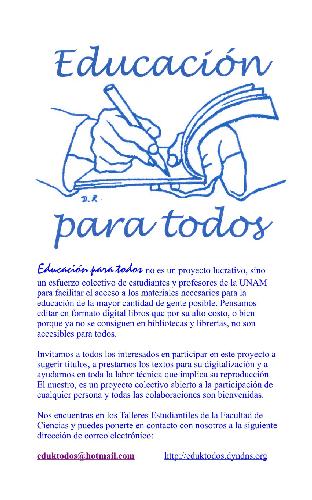 Educación
D.R.
para todos
Educación para todos no es un proyecto lucrativo, sino
un esfuerzo colectivo de estudiantes y profesores de la UNAM
para facilitar el acceso a los materiales necesarios para la
educación de la mayor cantidad de gente posible. Pensamos
editar en formato digital libros que por su alto costo, o bien
porque ya no se consiguen en bibliotecas y librerías, no son
accesibles para todos.
Invitamos a todos los interesados en participar en este proyecto a
sugerir títulos, a prestarnos los textos para su digitalización y a
ayudarnos en toda la labor técnica que implica su reproducción.
El nuestro, es un proyecto colectivo abierto a la participación de
cualquier persona y todas las colaboraciones son bienvenidas.
Nos encuentras en los Talleres Estudiantiles de la Facultad de
Ciencias y puedes ponerte en contacto con nosotros a la siguiente
dirección de correo electrónico:
eduktodos@hotmail.com http://eduktodos.dyndns.org